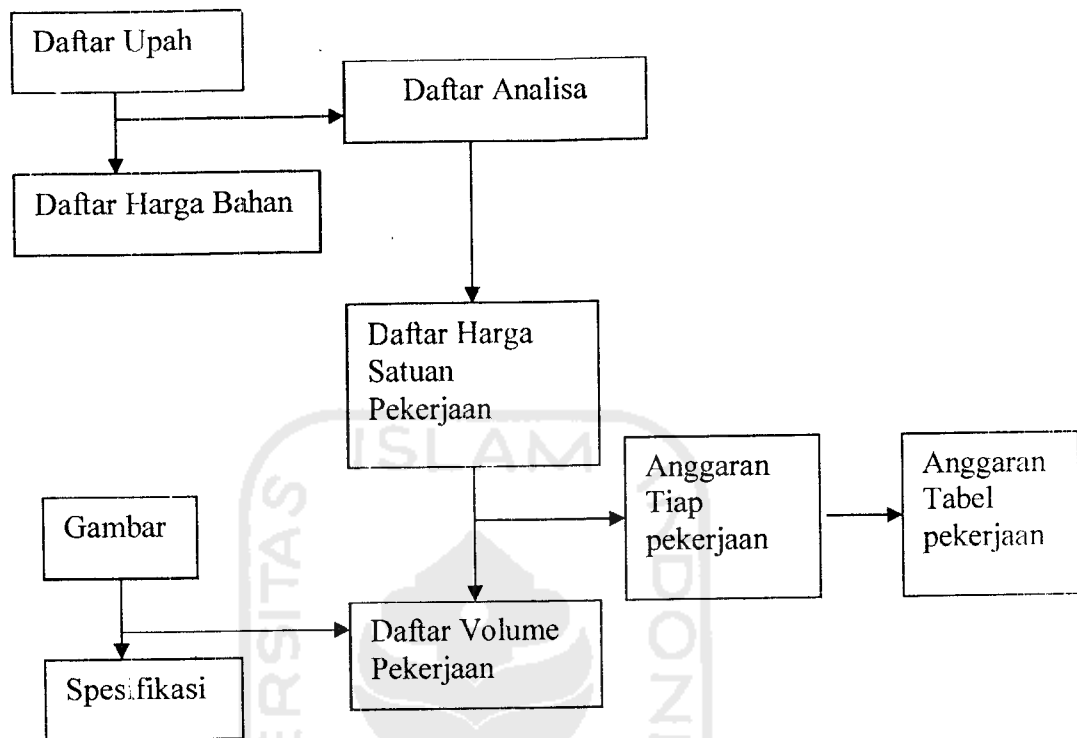 Daftar Upah
Daftar Analisa
Daftar Harga Bahan
Daftar Harga
Satuan
Pekerjaan
Anggaran
Tiap
pekerjaan
Anggaran
Tabel
pekerjaan
Gambar
Daftar Volume
Pekerjaan
Spesifikasi
ISLAM